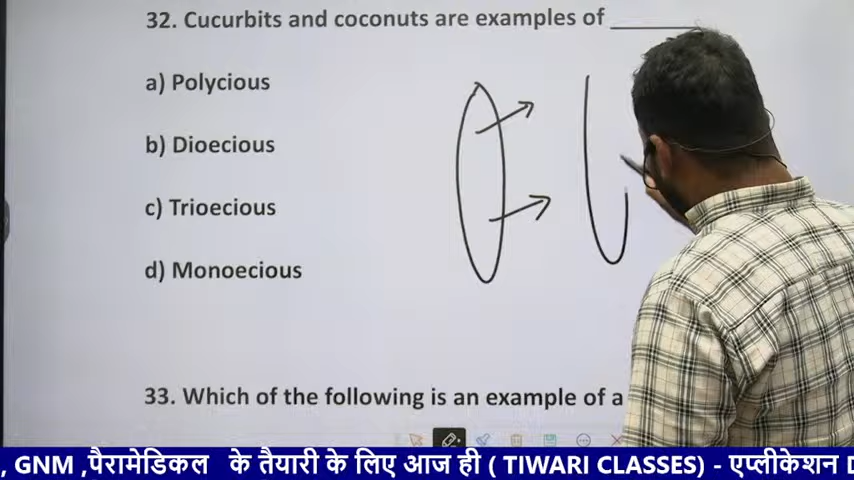 32. Cucurbits and coconuts are examples of ________
a) Polycious
b) Dioecious
c) Trioecious
d) Monoecious
33. Which of the following is an example of a
, GNM ,पैरामेडिकल के तैयारी के लिए आज ही ( TIWARI CLASSES) - एप्लीकेशन D